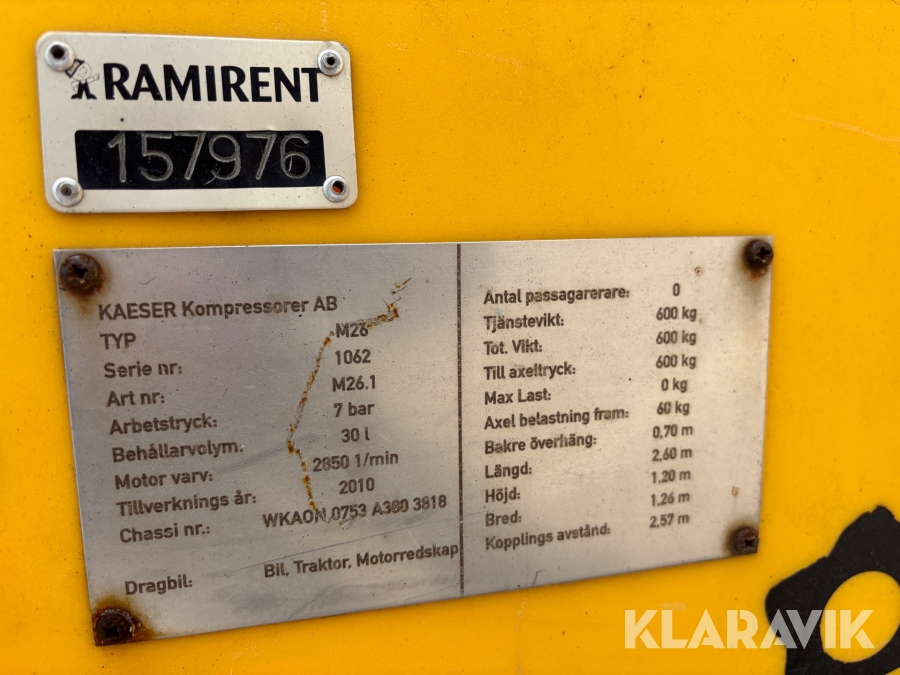 RAMIRENT
157976
KAESER Kompressorer AB
TYP M26
Serie nr: 1062
Art nr: M26.1
Arbetstryck: 7 bar
Behållarvolym: 30 l
Motor varv: 2850 1/min
Tillverknings år: 2010
Chassi nr.: WKAON 0753 A300 3818
Dragbil: Bil, Traktor, Motorredskap
Antal passagarerare: 0
Tjänstevikt: 600 kg
Tot. Vikt: 600 kg
Till axeltryck: 600 kg
Max Last: 0 kg
Axel belastning fram: 60 kg
Bakre överhäng: 0,70 m
Längd: 2.60 m
Höjd: 1.20 m
Bred: 1,26 m
Kopplings avstånd: 2,57 m
KLARAVIK